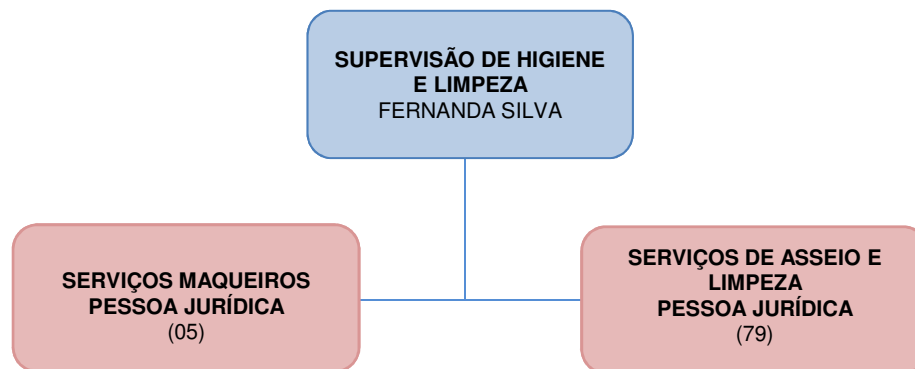 SUPERVISÃO DE HIGIENE
E LIMPEZA
FERNANDA SILVA
SERVIÇOS MAQUEIROS
PESSOA JURÍDICA
(05)
SERVIÇOS DE ASSEIO E
LIMPEZA
PESSOA JURÍDICA
(79)